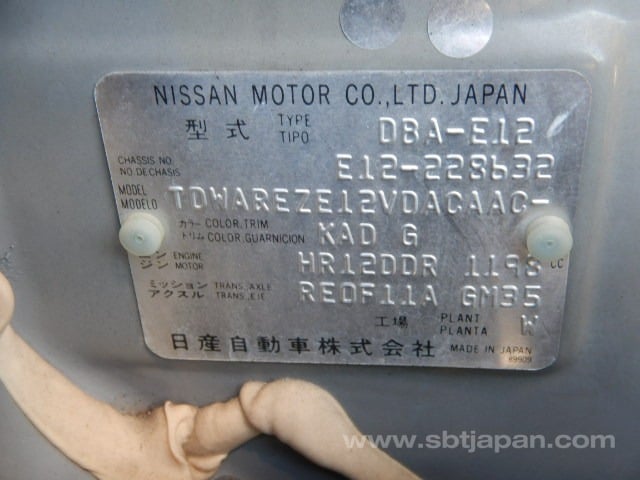 NISSAN MOTOR CO.,LTD. JAPAN
型式 TYPE TIPO DBA-E12
CHASSIS NO. NO.DE CHASIS E12-228632
MODEL MODELO TDWAREZE12VDACAAC-
カラー COLOR,TRIM トリム COLOR,GUARNICION KAD G
ジン ENGINE MOTOR HR12DDR 1198 CC
ミッション TRANS.,AXLE アクスル TRANS.,EJE RE0F11A GM35
工場 PLANT PLANTA W
日産自動車株式会社 MADE IN JAPAN
89909
www.sbtjapan.com